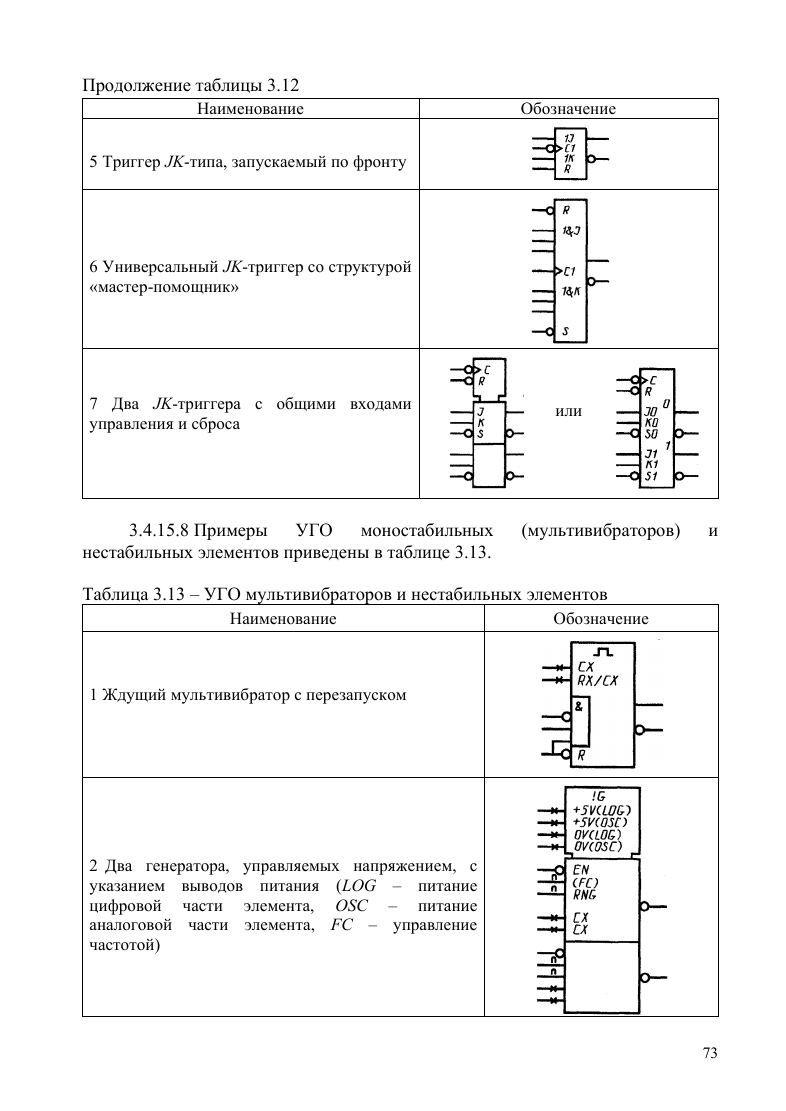 Продолжение таблицы 3.12
Наименование Обозначение
5 Триггер JK-типа, запускаемый по фронту
1J
C1
1K
R
6 Универсальный JK-триггер со структурой
«мастер-помощник»
R
1&J
C1
1&K
S
7 Два JK-триггера с общими входами
управления и сброса
C
R
J
K
S
или
C
R
0
J0
K0
S0
1
J1
K1
S1
3.4.15.8 Примеры УГО моностабильных (мультивибраторов) и
нестабильных элементов приведены в таблице 3.13.
Таблица 3.13 – УГО мультивибраторов и нестабильных элементов
Наименование Обозначение
1 Ждущий мультивибратор с перезапуском
CX
RX/CX
&
R
2 Два генератора, управляемых напряжением, с
указанием выводов питания (LOG – питание
цифровой части элемента, OSC – питание
аналоговой части элемента, FC – управление
частотой)
!G
+5V(LOG)
+5V(OSC)
0V(LOG)
0V(OSC)
EN
(FC)
RNG
CX
CX
73